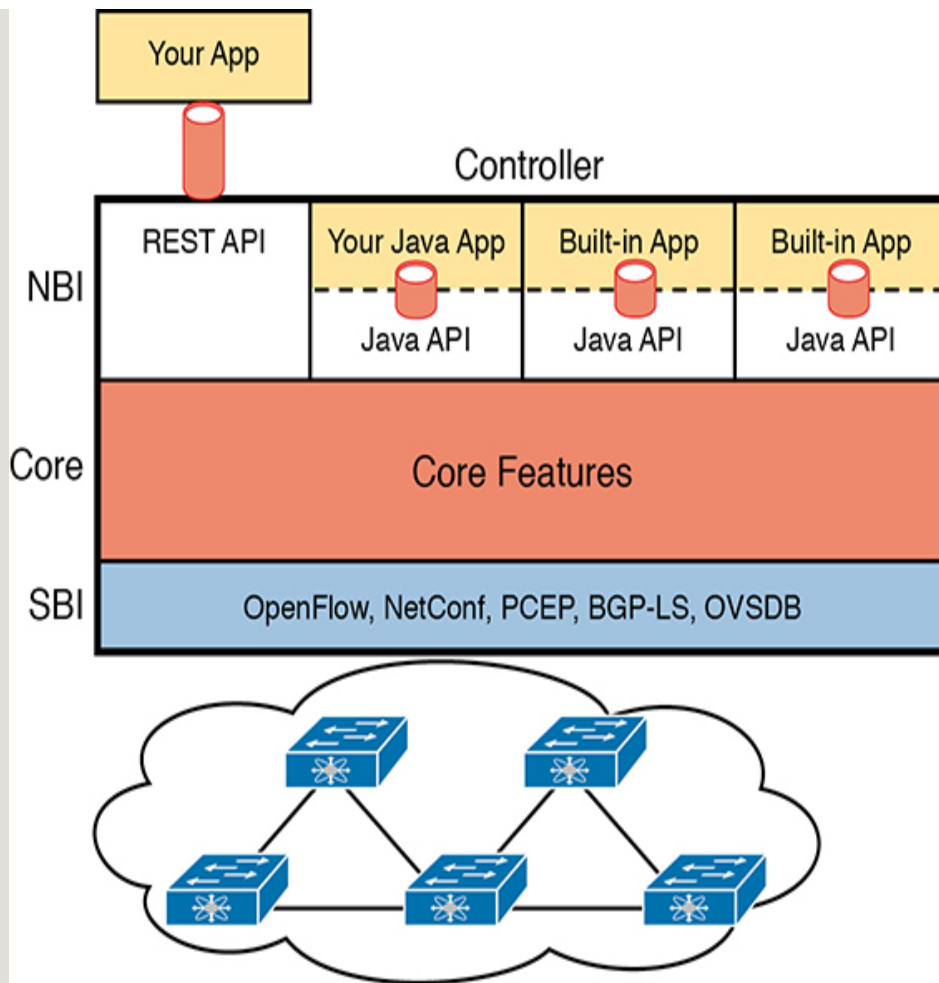 Your App
Controller
NBI
REST API
Your Java App
Built-in App
Built-in App
Java API
Java API
Java API
Core
Core Features
SBI
OpenFlow, NetConf, PCEP, BGP-LS, OVSDB